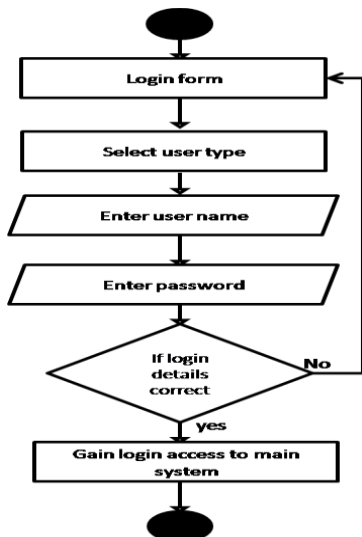 Login form
Select user type
Enter user name
Enter password
If login
details
correct
No
yes
Gain login access to main
system